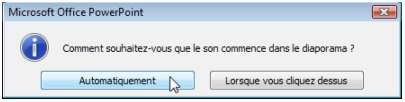 Microsoft Office PowerPoint
Comment souhaitez-vous que le son commence dans le diaporama ?
Automatiquement
Lorsque vous cliquez dessus